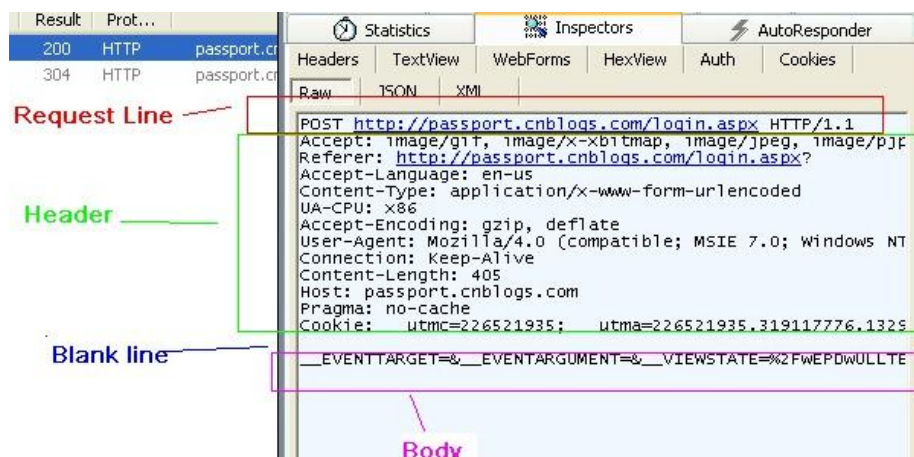 Result Prot...
200 HTTP passport.cn
304 HTTP passport.cn
Statistics Inspectors AutoResponder
Headers TextView WebForms HexView Auth Cookies
Raw JSON XML
Request Line
POST http://passport.cnblogs.com/login.aspx HTTP/1.1
Accept: image/gif, image/x-xbitmap, image/jpeg, image/pjp
Referer: http://passport.cnblogs.com/login.aspx?
Accept-Language: en-us
Content-Type: application/x-www-form-urlencoded
UA-CPU: x86
Header
Accept-Encoding: gzip, deflate
User-Agent: Mozilla/4.0 (compatible; MSIE 7.0; Windows NT
Connection: Keep-Alive
Content-Length: 405
Host: passport.cnblogs.com
Pragma: no-cache
Cookie: utmc=226521935; utma=226521935.319117776.1329
Blank line
__EVENTTARGET=&__EVENTARGUMENT=&__VIEWSTATE=%2FwEPDwULLTE
Body